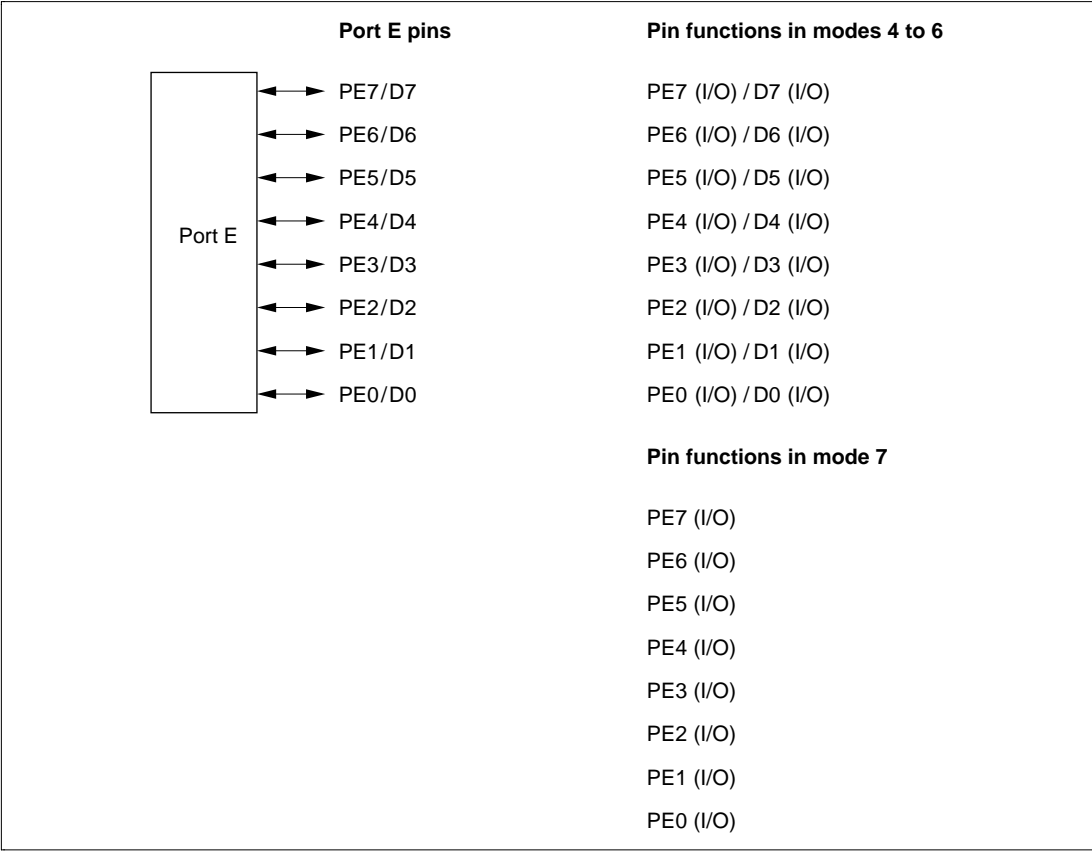 Port E pins Pin functions in modes 4 to 6
PE7/D7 PE7 (I/O) / D7 (I/O)
PE6/D6 PE6 (I/O) / D6 (I/O)
PE5/D5 PE5 (I/O) / D5 (I/O)
PE4/D4 PE4 (I/O) / D4 (I/O)
Port E
PE3/D3 PE3 (I/O) / D3 (I/O)
PE2/D2 PE2 (I/O) / D2 (I/O)
PE1/D1 PE1 (I/O) / D1 (I/O)
PE0/D0 PE0 (I/O) / D0 (I/O)
Pin functions in mode 7
PE7 (I/O)
PE6 (I/O)
PE5 (I/O)
PE4 (I/O)
PE3 (I/O)
PE2 (I/O)
PE1 (I/O)
PE0 (I/O)